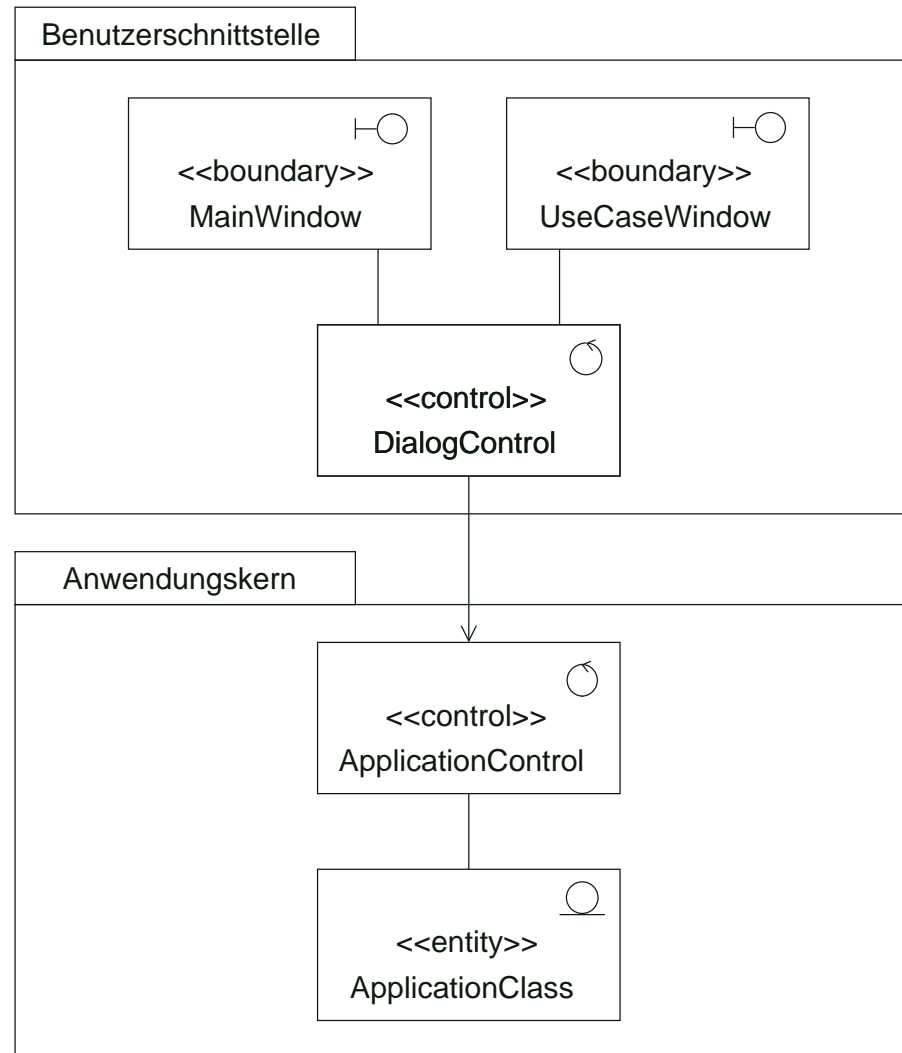 Benutzerschnittstelle
<<boundary>>
MainWindow
<<boundary>>
UseCaseWindow
<<control>>
DialogControl
Anwendungskern
<<control>>
ApplicationControl
<<entity>>
ApplicationClass